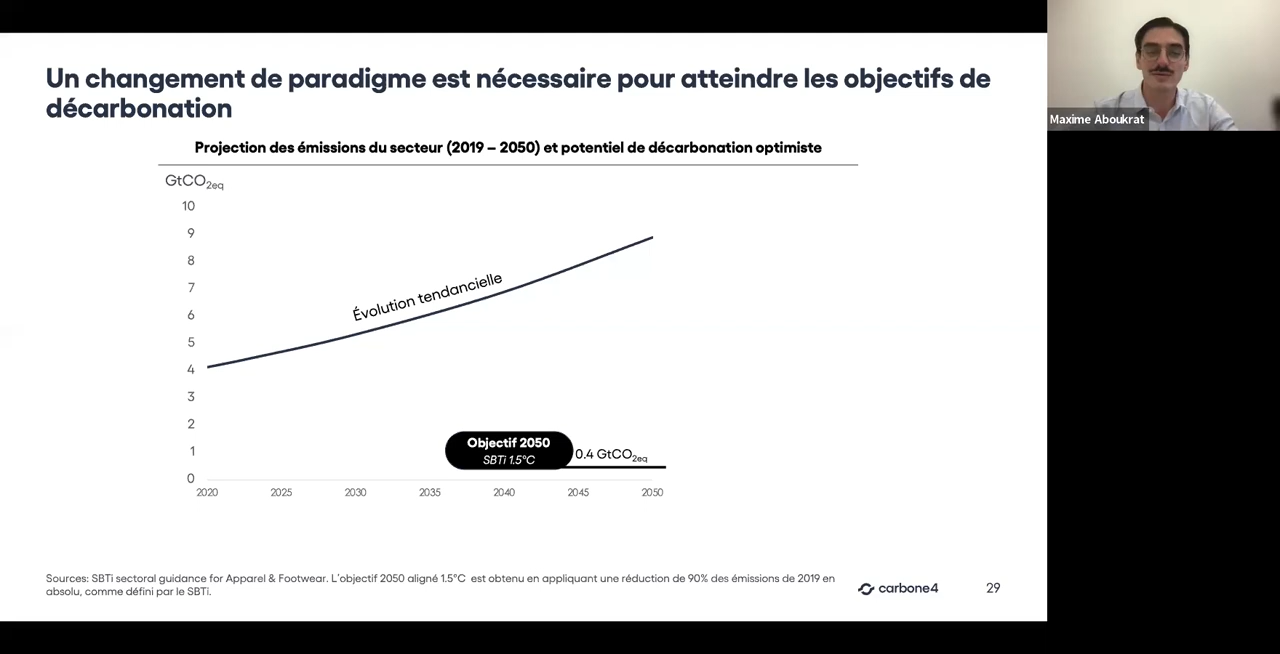 Un changement de paradigme est nécessaire pour atteindre les objectifs de
décarbonation
Maxime Aboukrat
Projection des émissions du secteur (2019 – 2050) et potentiel de décarbonation optimiste
GtCO2eq
10
9
8
7
6
5
4
3
2
1
0
Évolution tendancielle
Objectif 2050
SBTi 1.5°C
0.4 GtCO2eq
2020 2025 2030 2035 2040 2045 2050
Sources: SBTi sectoral guidance for Apparel & Footwear. L'objectif 2050 aligné 1.5°C est obtenu en appliquant une réduction de 90% des émissions de 2019 en
absolu, comme défini par le SBTi.
carbone4
29